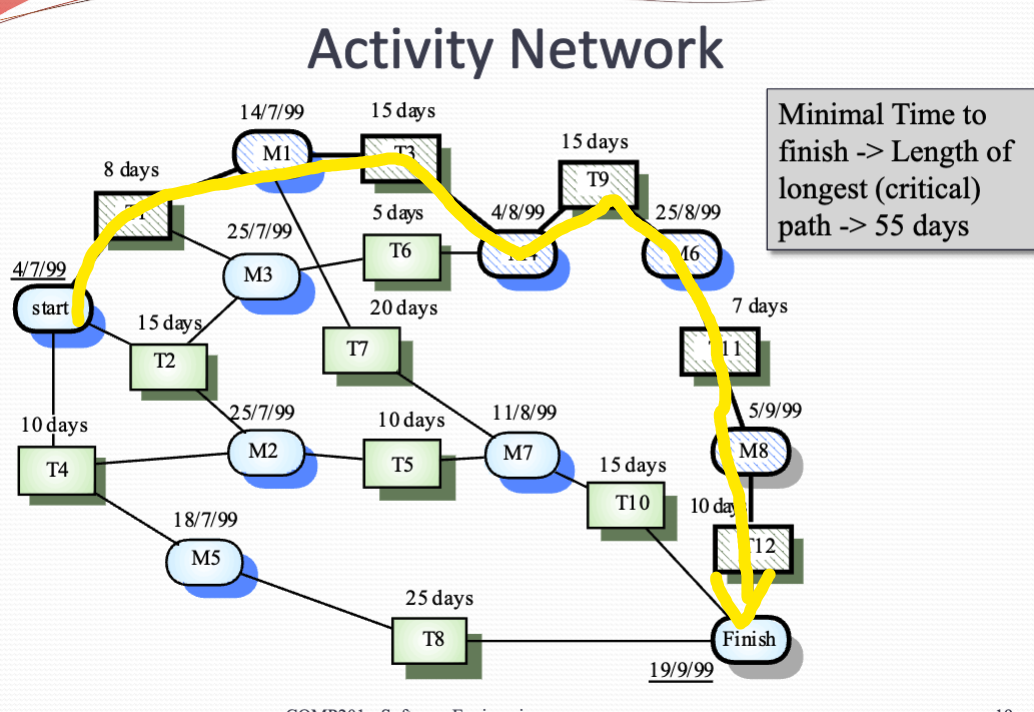 Activity Network
Minimal Time to
finish -> Length of
longest (critical)
path -> 55 days
14/7/99
15 days
15 days
M1
T3
8 days
T9
4/8/99
25/8/99
5 days
T1
25/7/99
T6
M4
M6
M3
4/7/99
start
20 days
7 days
15 days
T7
T11
T2
25/7/99
10 days
11/8/99
5/9/99
10 days
M2
T5
M7
M8
T4
15 days
T10
10 days
18/7/99
T12
M5
25 days
T8
Finish
19/9/99